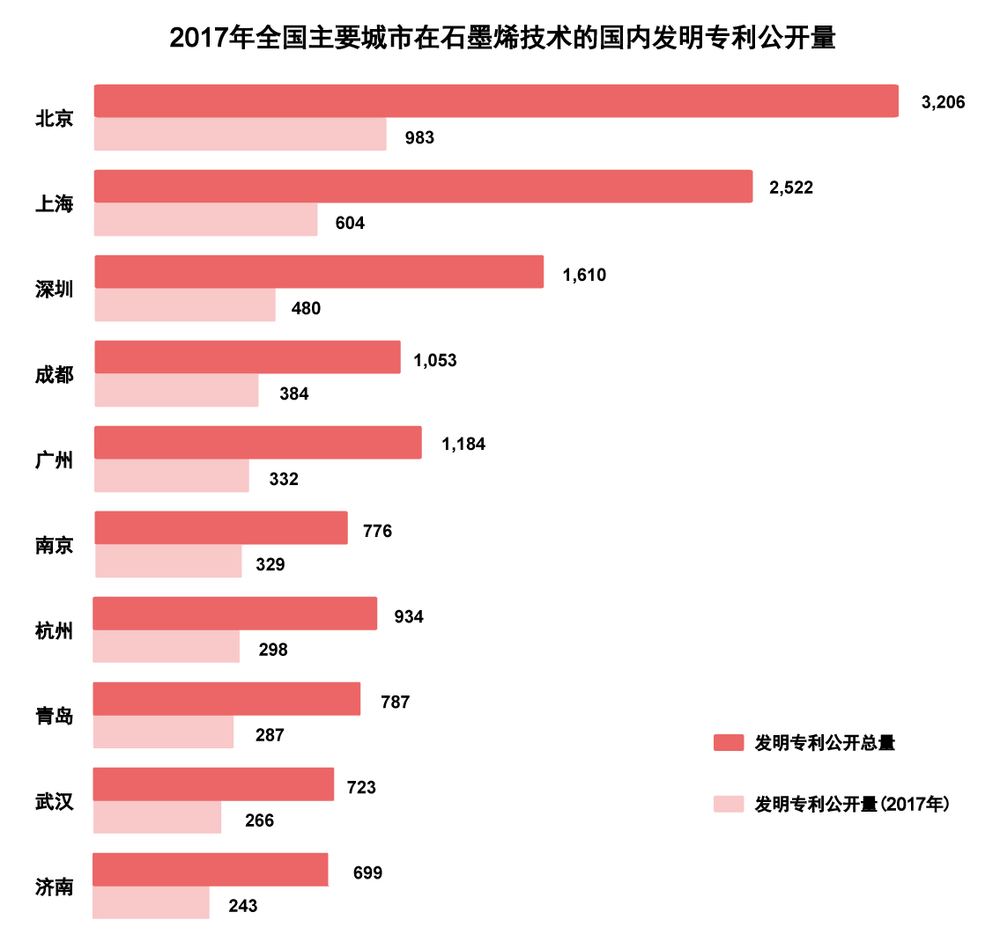 2017年全国主要城市在石墨烯技术的国内发明专利公开量
北京
3,206
983
上海
2,522
604
深圳
1,610
480
成都
1,053
384
广州
1,184
332
南京
776
329
杭州
934
298
青岛
787
287
武汉
723
266
济南
699
243
发明专利公开总量
发明专利公开量(2017年)